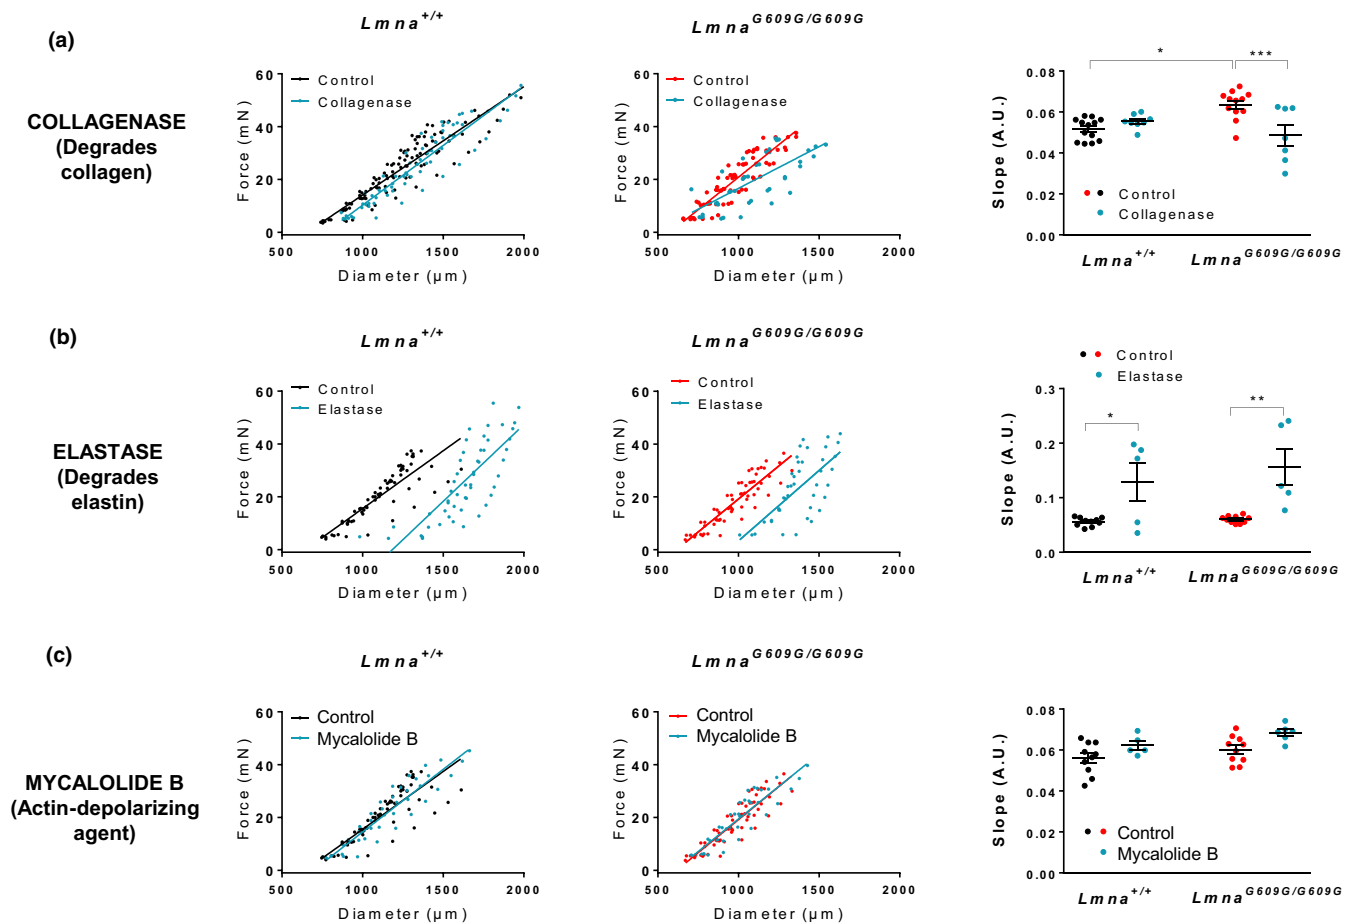 (a)
COLLAGENASE
(Degrades
collagen)
Lmna+/+
Control
Collagenase
60
40
20
0
Force (mN)
500
1000
1500
2000
Diameter (μm)
LmnaG609G/G609G
Control
Collagenase
60
40
20
0
Force (mN)
500
1000
1500
2000
Diameter (μm)
*
***
0.08
0.06
0.04
0.02
0.00
Slope (A.U.)
Control
Collagenase
Lmna+/+
LmnaG609G/G609G
(b)
ELASTASE
(Degrades
elastin)
Lmna+/+
Control
Elastase
60
40
20
0
Force (mN)
500
1000
1500
2000
Diameter (μm)
LmnaG609G/G609G
Control
Elastase
60
40
20
0
Force (mN)
500
1000
1500
2000
Diameter (μm)
Control
Elastase
*
**
0.3
0.2
0.1
0.0
Slope (A.U.)
Lmna+/+
LmnaG609G/G609G
(c)
MYCALOLIDE B
(Actin-depolarizing
agent)
Lmna+/+
Control
Mycalolide B
60
40
20
0
Force (mN)
500
1000
1500
2000
Diameter (μm)
LmnaG609G/G609G
Control
Mycalolide B
60
40
20
0
Force (mN)
500
1000
1500
2000
Diameter (μm)
0.08
0.06
0.04
0.02
0.00
Slope (A.U.)
Control
Mycalolide B
Lmna+/+
LmnaG609G/G609G